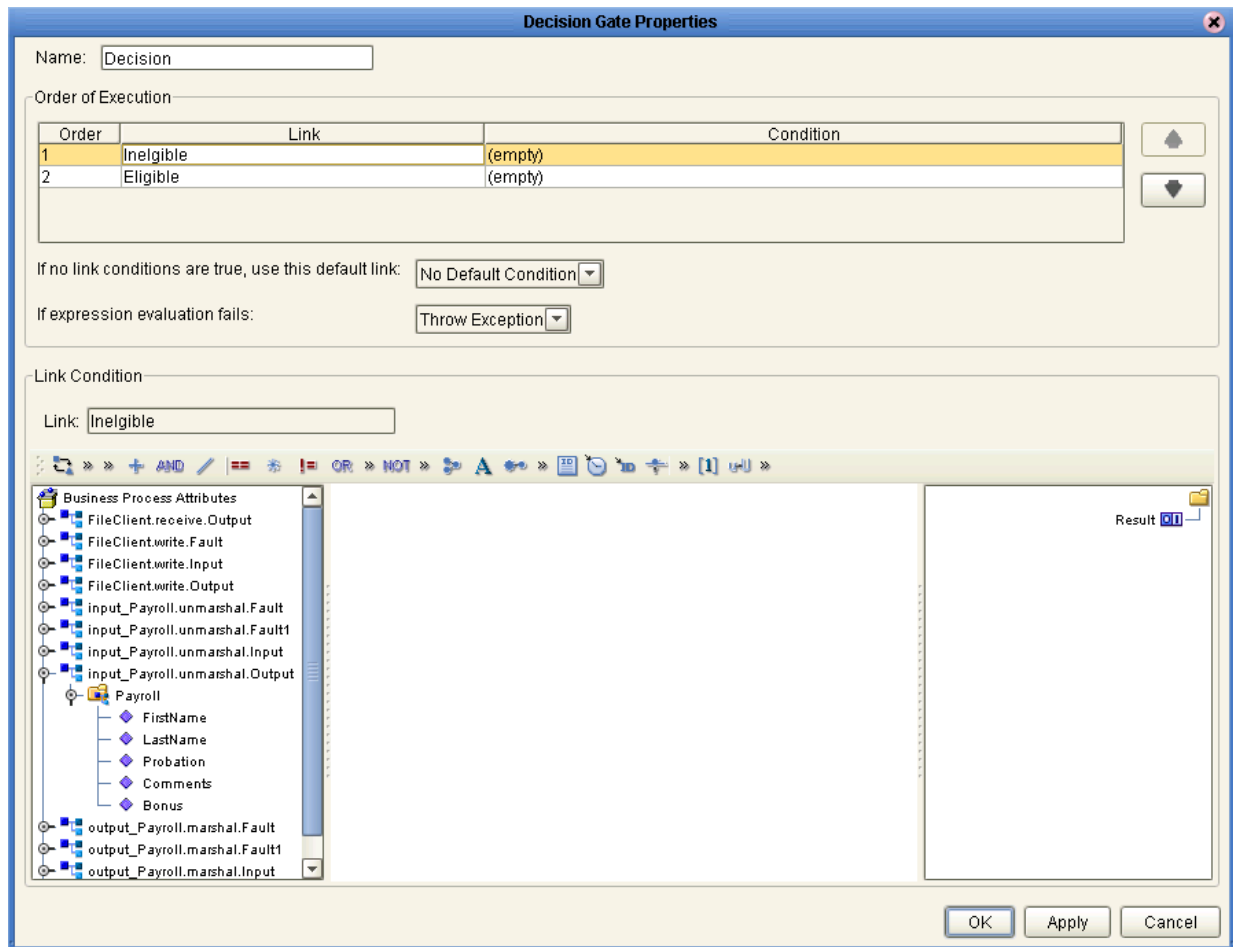 Decision Gate Properties
Name: Decision
Order of Execution
Order Link Condition
1 Inelgible (empty)
2 Eligible (empty)
If no link conditions are true, use this default link: No Default Condition
If expression evaluation fails: Throw Exception
Link Condition
Link: Inelgible
» » AND == != OR » NOT » A » ID ID » [1] »
Business Process Attributes
FileClient.receive.Output
FileClient.write.Fault
FileClient.write.Input
FileClient.write.Output
input_Payroll.unmarshal.Fault
input_Payroll.unmarshal.Fault1
input_Payroll.unmarshal.Input
input_Payroll.unmarshal.Output
Payroll
FirstName
LastName
Probation
Comments
Bonus
output_Payroll.marshal.Fault
output_Payroll.marshal.Fault1
output_Payroll.marshal.Input
Result
OK Apply Cancel